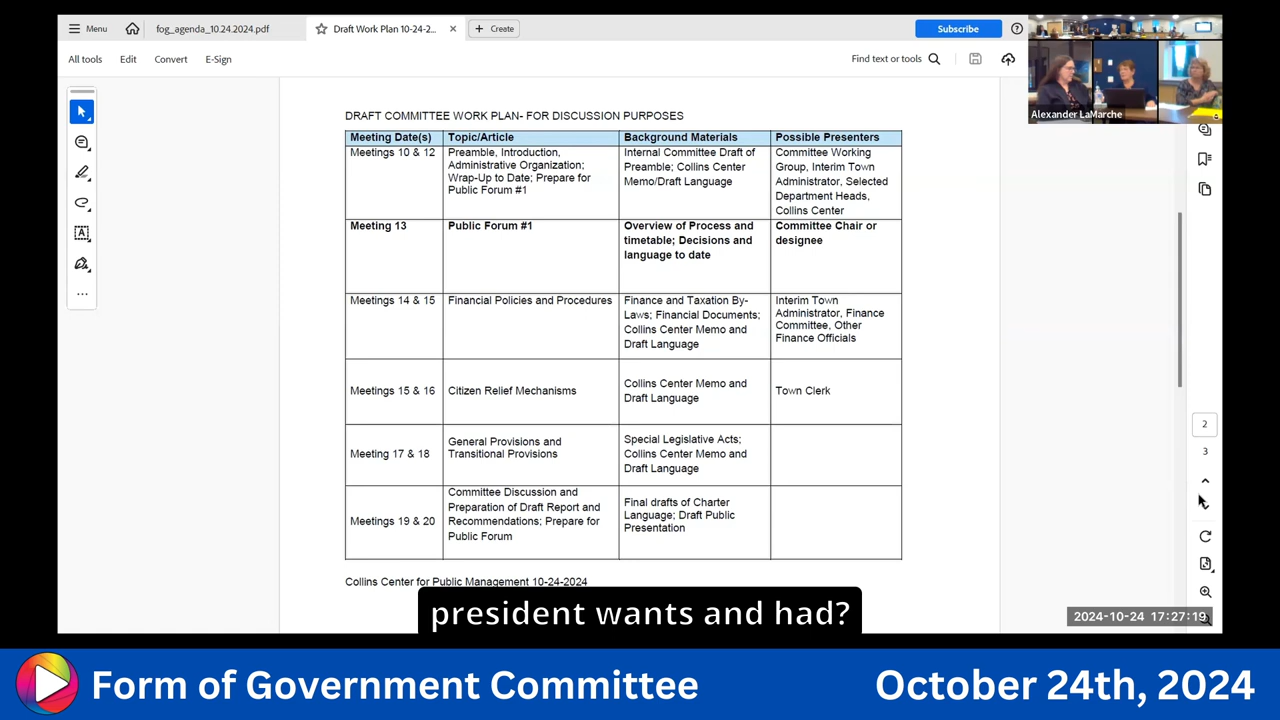 Menu
fog_agenda_10.24.2024.pdf
Draft Work Plan 10-24-2...
Create
Subscribe
All tools
Edit
Convert
E-Sign
Find text or tools
Alexander LaMarche
DRAFT COMMITTEE WORK PLAN- FOR DISCUSSION PURPOSES
Meeting Date(s) Topic/Article Background Materials Possible Presenters
Meetings 10 & 12
Preamble, Introduction,
Administrative Organization;
Wrap-Up to Date; Prepare for
Public Forum #1
Internal Committee Draft of
Preamble; Collins Center
Memo/Draft Language
Committee Working
Group, Interim Town
Administrator, Selected
Department Heads,
Collins Center
Meeting 13
Public Forum #1
Overview of Process and
timetable; Decisions and
language to date
Committee Chair or
designee
Meetings 14 & 15
Financial Policies and Procedures
Finance and Taxation By-
Laws; Financial Documents;
Collins Center Memo and
Draft Language
Interim Town
Administrator, Finance
Committee, Other
Finance Officials
Meetings 15 & 16
Citizen Relief Mechanisms
Collins Center Memo and
Draft Language
Town Clerk
Meeting 17 & 18
General Provisions and
Transitional Provisions
Special Legislative Acts;
Collins Center Memo and
Draft Language
Meetings 19 & 20
Committee Discussion and
Preparation of Draft Report and
Recommendations; Prepare for
Public Forum
Final drafts of Charter
Language; Draft Public
Presentation
Collins Center for Public Management 10-24-2024
2
3
president wants and had?
2024-10-24 17:27:19
Form of Government Committee
October 24th, 2024